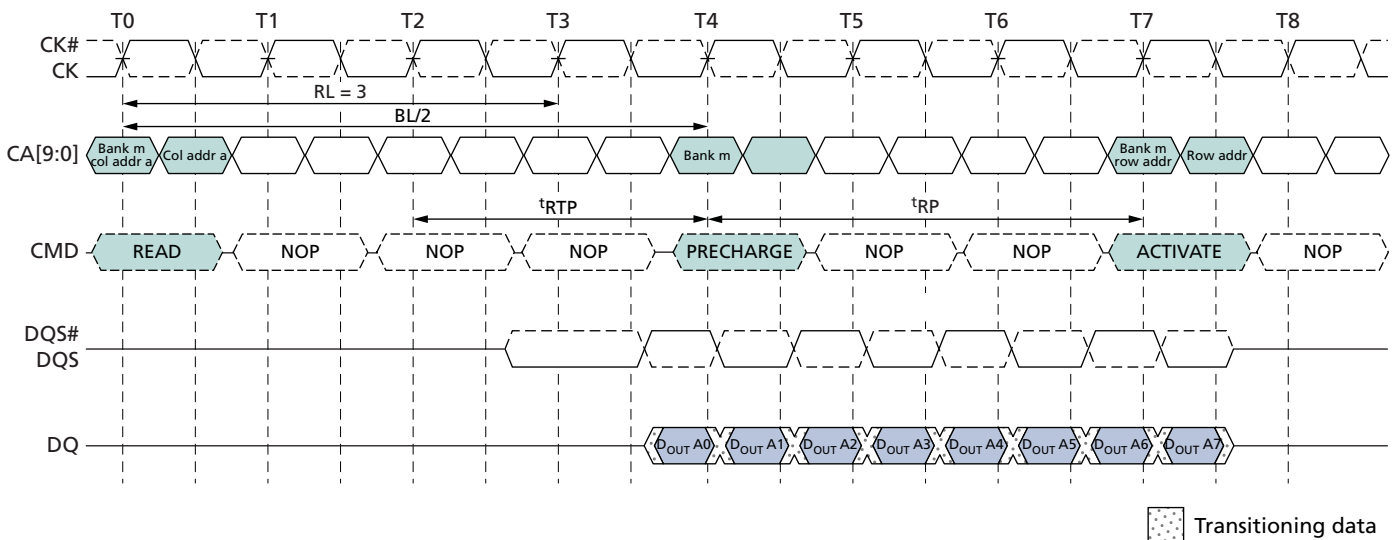 T0 T1 T2 T3 T4 T5 T6 T7 T8
CK#
CK
RL = 3
BL/2
CA[9:0]
Bank m
col addr a
Col addr a
Bank m
Bank m
row addr
Row addr
tRTP
tRP
CMD
READ NOP NOP NOP PRECHARGE NOP NOP ACTIVATE NOP
DQS#
DQS
DQ
DOUT A0 DOUT A1 DOUT A2 DOUT A3 DOUT A4 DOUT A5 DOUT A6 DOUT A7
Transitioning data